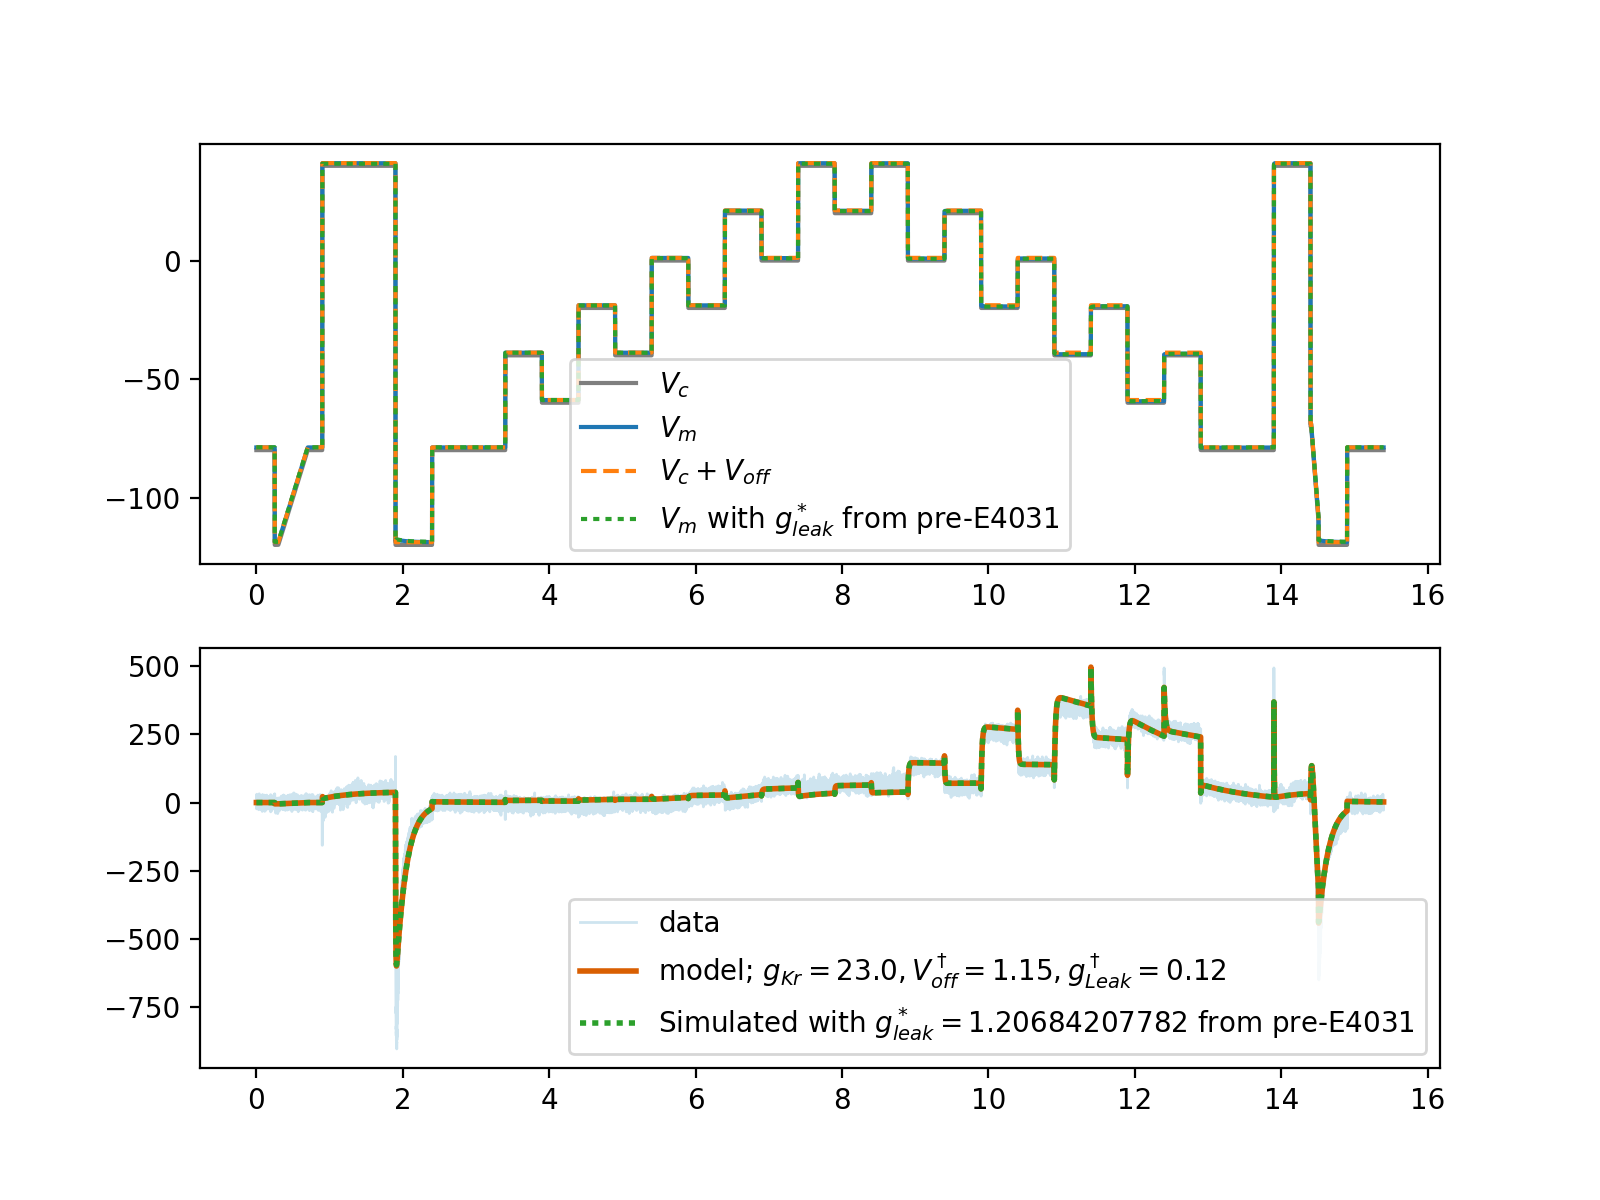 0
−50
−100
V_c
V_m
V_c + V_off
V_m with g*_leak from pre-E4031
0 2 4 6 8 10 12 14 16
500
250
0
−250
−500
−750
data
model; g_Kr = 23.0, V†_off = 1.15, g†_Leak = 0.12
Simulated with g*_leak = 1.20684207782 from pre-E4031
0 2 4 6 8 10 12 14 16